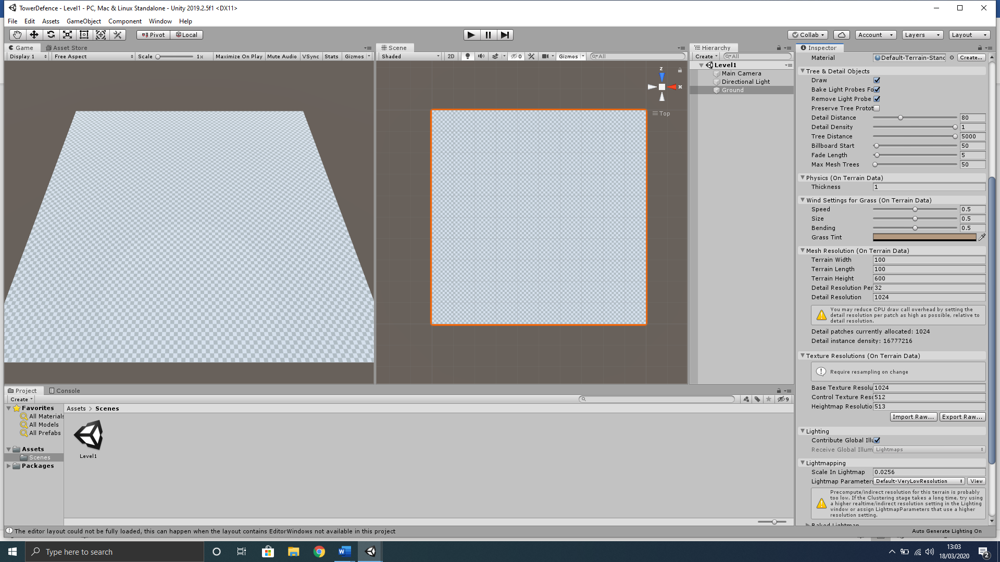 TowerDefence - Level1 - PC, Mac & Linux Standalone - Unity 2019.2.5f1 <DX11>
File Edit Assets GameObject Component Window Help
Pivot Local Collab Account Layers Layout
Game Asset Store
Display 1 Free Aspect Scale 1x Maximize On Play Mute Audio VSync Stats Gizmos
Scene
Shaded 2D 0 Gizmos All
z
x
Top
Hierarchy
Create All
Level1
Main Camera
Directional Light
Ground
Inspector
Material Default-Terrain-Stanc Create...
Tree & Detail Objects
Draw
Bake Light Probes Fo
Remove Light Probe
Preserve Tree Protot
Detail Distance 80
Detail Density 1
Tree Distance 5000
Billboard Start 50
Fade Length 5
Max Mesh Trees 50
Physics (On Terrain Data)
Thickness 1
Wind Settings for Grass (On Terrain Data)
Speed 0.5
Size 0.5
Bending 0.5
Grass Tint
Mesh Resolution (On Terrain Data)
Terrain Width 100
Terrain Length 100
Terrain Height 600
Detail Resolution Per 32
Detail Resolution 1024
You may reduce CPU draw call overhead by setting the
detail resolution per patch as high as possible, relative to
detail resolution.
Detail patches currently allocated: 1024
Detail instance density: 16777216
Texture Resolutions (On Terrain Data)
Require resampling on change
Base Texture Resolu 1024
Control Texture Reso 512
Heightmap Resolutio 513
Import Raw... Export Raw...
Lighting
Contribute Global Illu
Receive Global Illum Lightmaps
Lightmapping
Scale In Lightmap 0.0256
Lightmap Parameters Default-VeryLowResolution View
Precompute/indirect resolution for this terrain is probably
too low. If the Clustering stage takes a long time, try using
a higher realtime/indirect resolution setting in the Lighting
window or assign LightmapParameters that use a higher
resolution setting.
Baked Lightmap
Project Console
Create 9
Favorites
All Materials
All Models
All Prefabs
Assets
Scenes
Packages
Assets > Scenes
Level1
The editor layout could not be fully loaded, this can happen when the layout contains EditorWindows not available in this project
Auto Generate Lighting On
Type here to search
W
13:03
18/03/2020
2